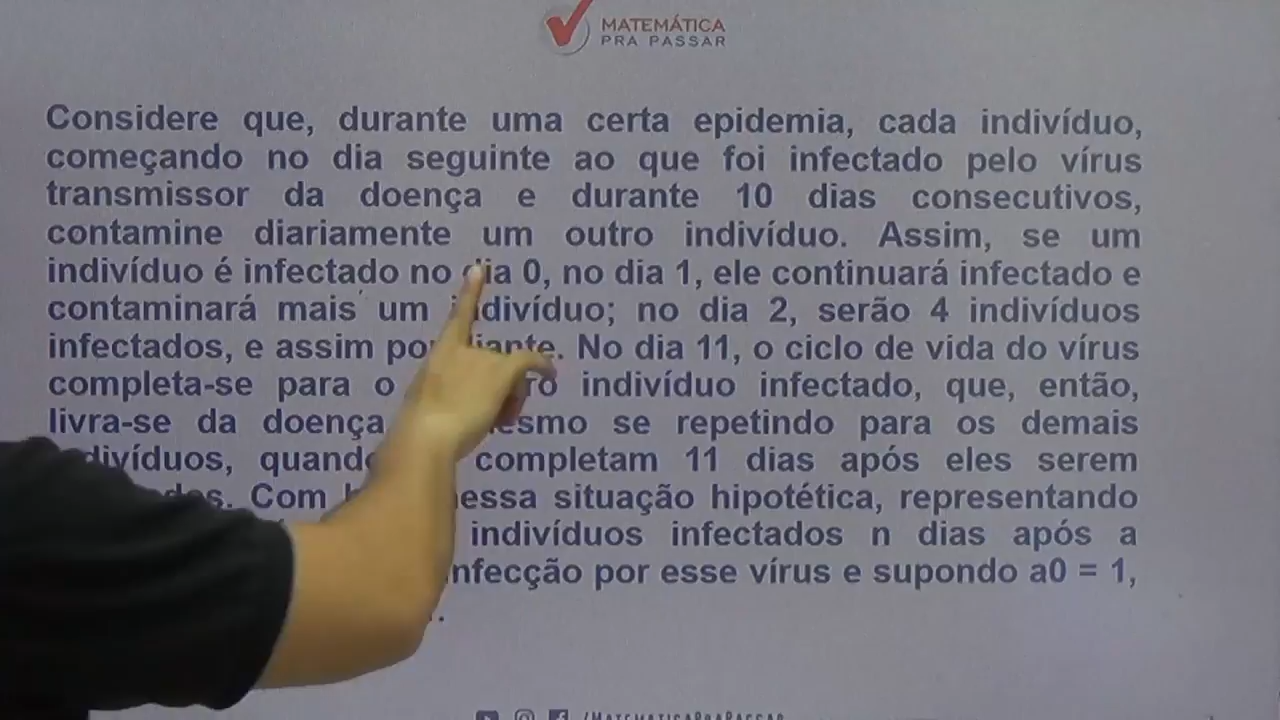 MATEMÁTICA
PRA PASSAR
Considere que, durante uma certa epidemia, cada indivíduo,
começando no dia seguinte ao que foi infectado pelo vírus
transmissor da doença e durante 10 dias consecutivos,
contamine diariamente um outro indivíduo. Assim, se um
indivíduo é infectado no dia 0, no dia 1, ele continuará infectado e
contaminará mais um indivíduo; no dia 2, serão 4 indivíduos
infectados, e assim por diante. No dia 11, o ciclo de vida do vírus
completa-se para o indivíduo infectado, que, então,
livra-se da doença se repetindo para os demais
quando completam 11 dias após eles serem
Com nessa situação hipotética, representando
indivíduos infectados n dias após a
infecção por esse vírus e supondo a0 = 1,
/MATEMATICAPRAPASSAR